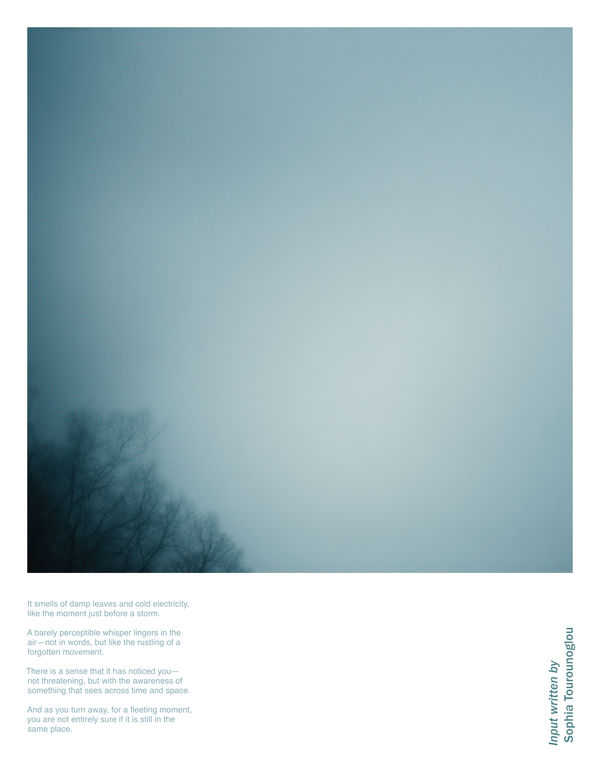 It smells of damp leaves and cold electricity,
like the moment just before a storm.
A barely perceptible whisper lingers in the
air—not in words, but like the rustling of a
forgotten movement.
There is a sense that it has noticed you—
not threatening, but with the awareness of
something that sees across time and space.
And as you turn away, for a fleeting moment,
you are not entirely sure if it is still in the
same place.
Input written by
Sophia Tourounoglou